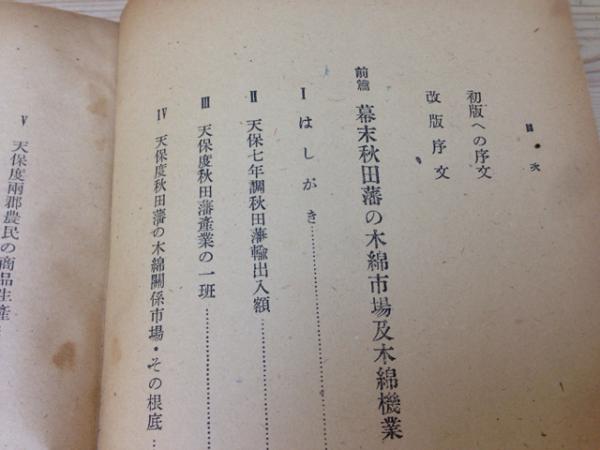 目次
初版への序文
改版序文
前篇 幕末秋田藩の木綿市場及木綿機業
I はしがき
II 天保七年調秋田藩輸出入額
III 天保度秋田藩產業の一班
IV 天保度秋田藩の木綿關係市場・その根底
V 天保度兩郡農民の商品生產